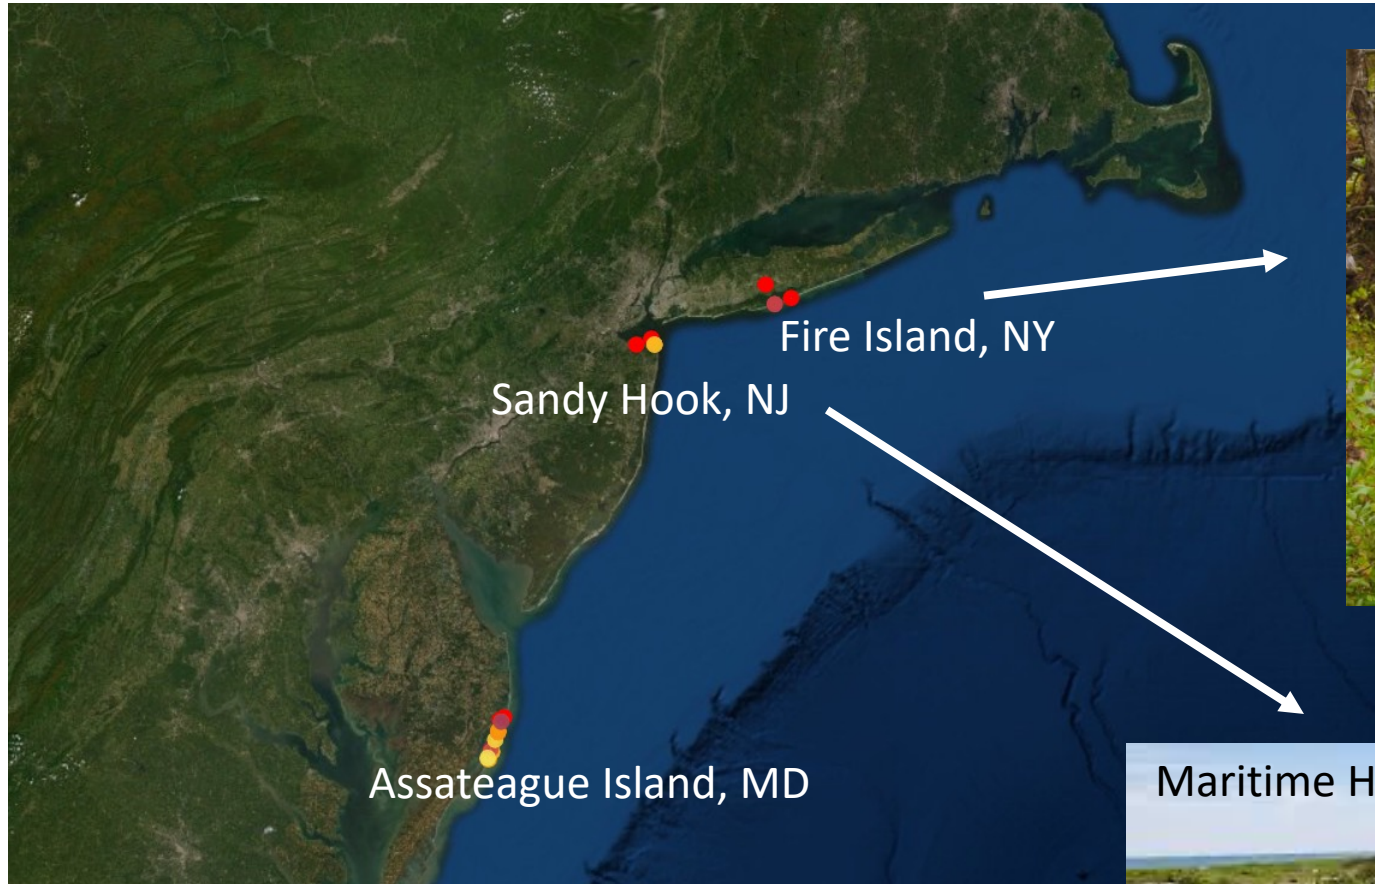 Fire Island, NY
Sandy Hook, NJ
Assateague Island, MD
Maritime H